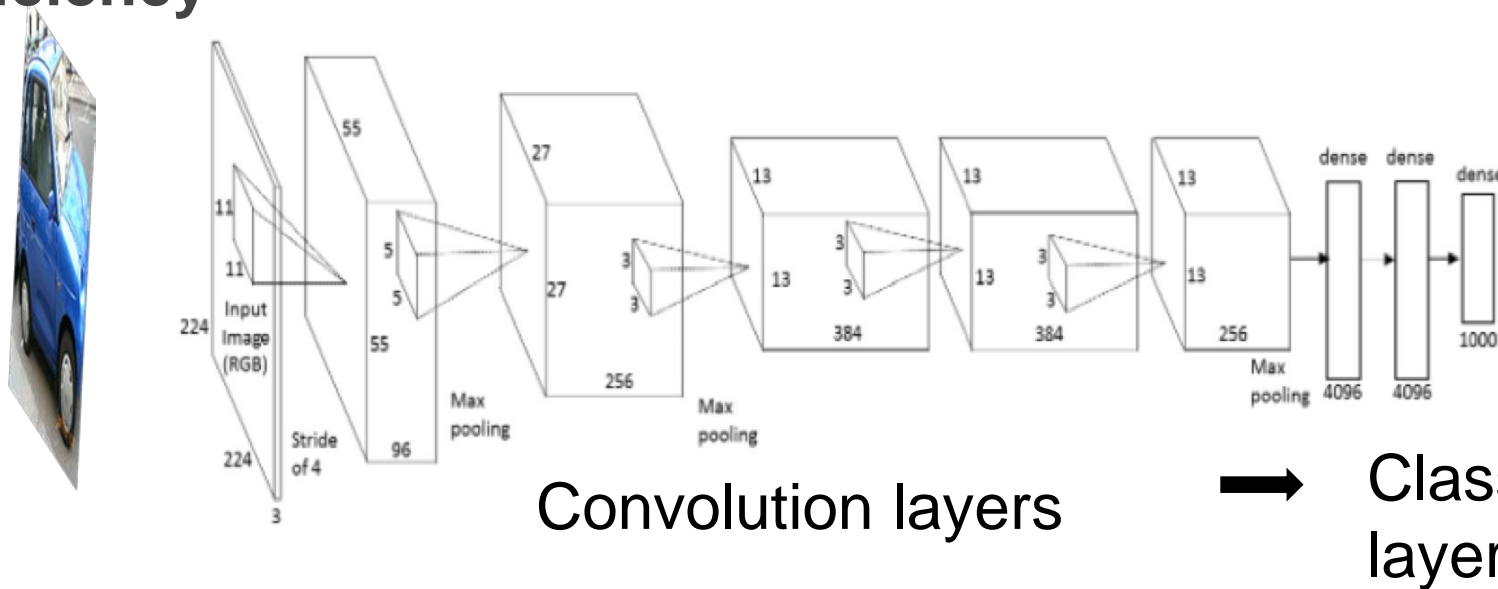 11
11
Input
Image
(RGB)
224
224
3
Stride
of 4
55
55
96
5
5
Max
pooling
27
27
256
3
3
Max
pooling
13
13
384
3
3
13
13
384
3
3
13
13
256
Max
pooling
dense
4096
dense
4096
dense
1000
Convolution layers